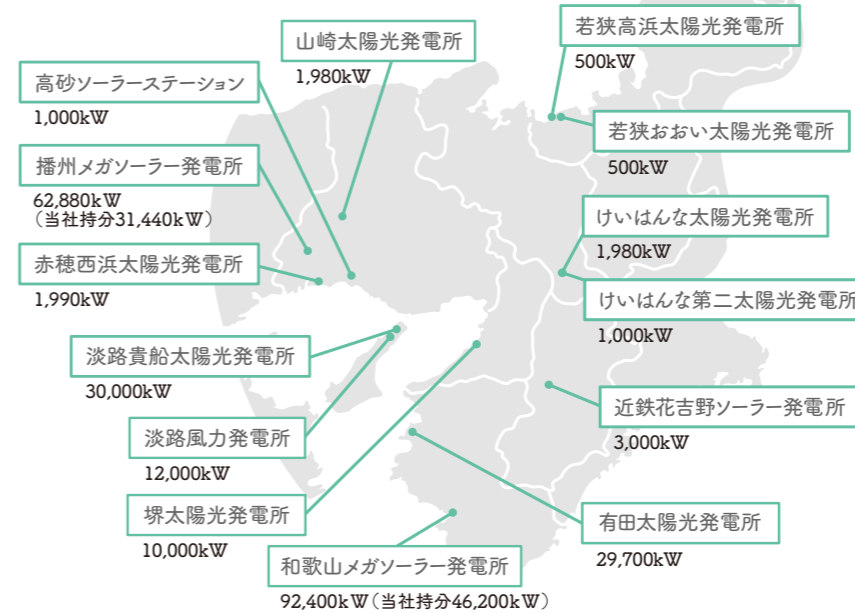 山崎太陽光発電所
1,980kW
高砂ソーラーステーション
1,000kW
播州メガソーラー発電所
62,880kW
（当社持分31,440kW）
赤穂西浜太陽光発電所
1,990kW
淡路貴船太陽光発電所
30,000kW
淡路風力発電所
12,000kW
堺太陽光発電所
10,000kW
和歌山メガソーラー発電所
92,400kW（当社持分46,200kW）
若狭高浜太陽光発電所
500kW
若狭おおい太陽光発電所
500kW
けいはんな太陽光発電所
1,980kW
けいはんな第二太陽光発電所
1,000kW
近鉄花吉野ソーラー発電所
3,000kW
有田太陽光発電所
29,700kW